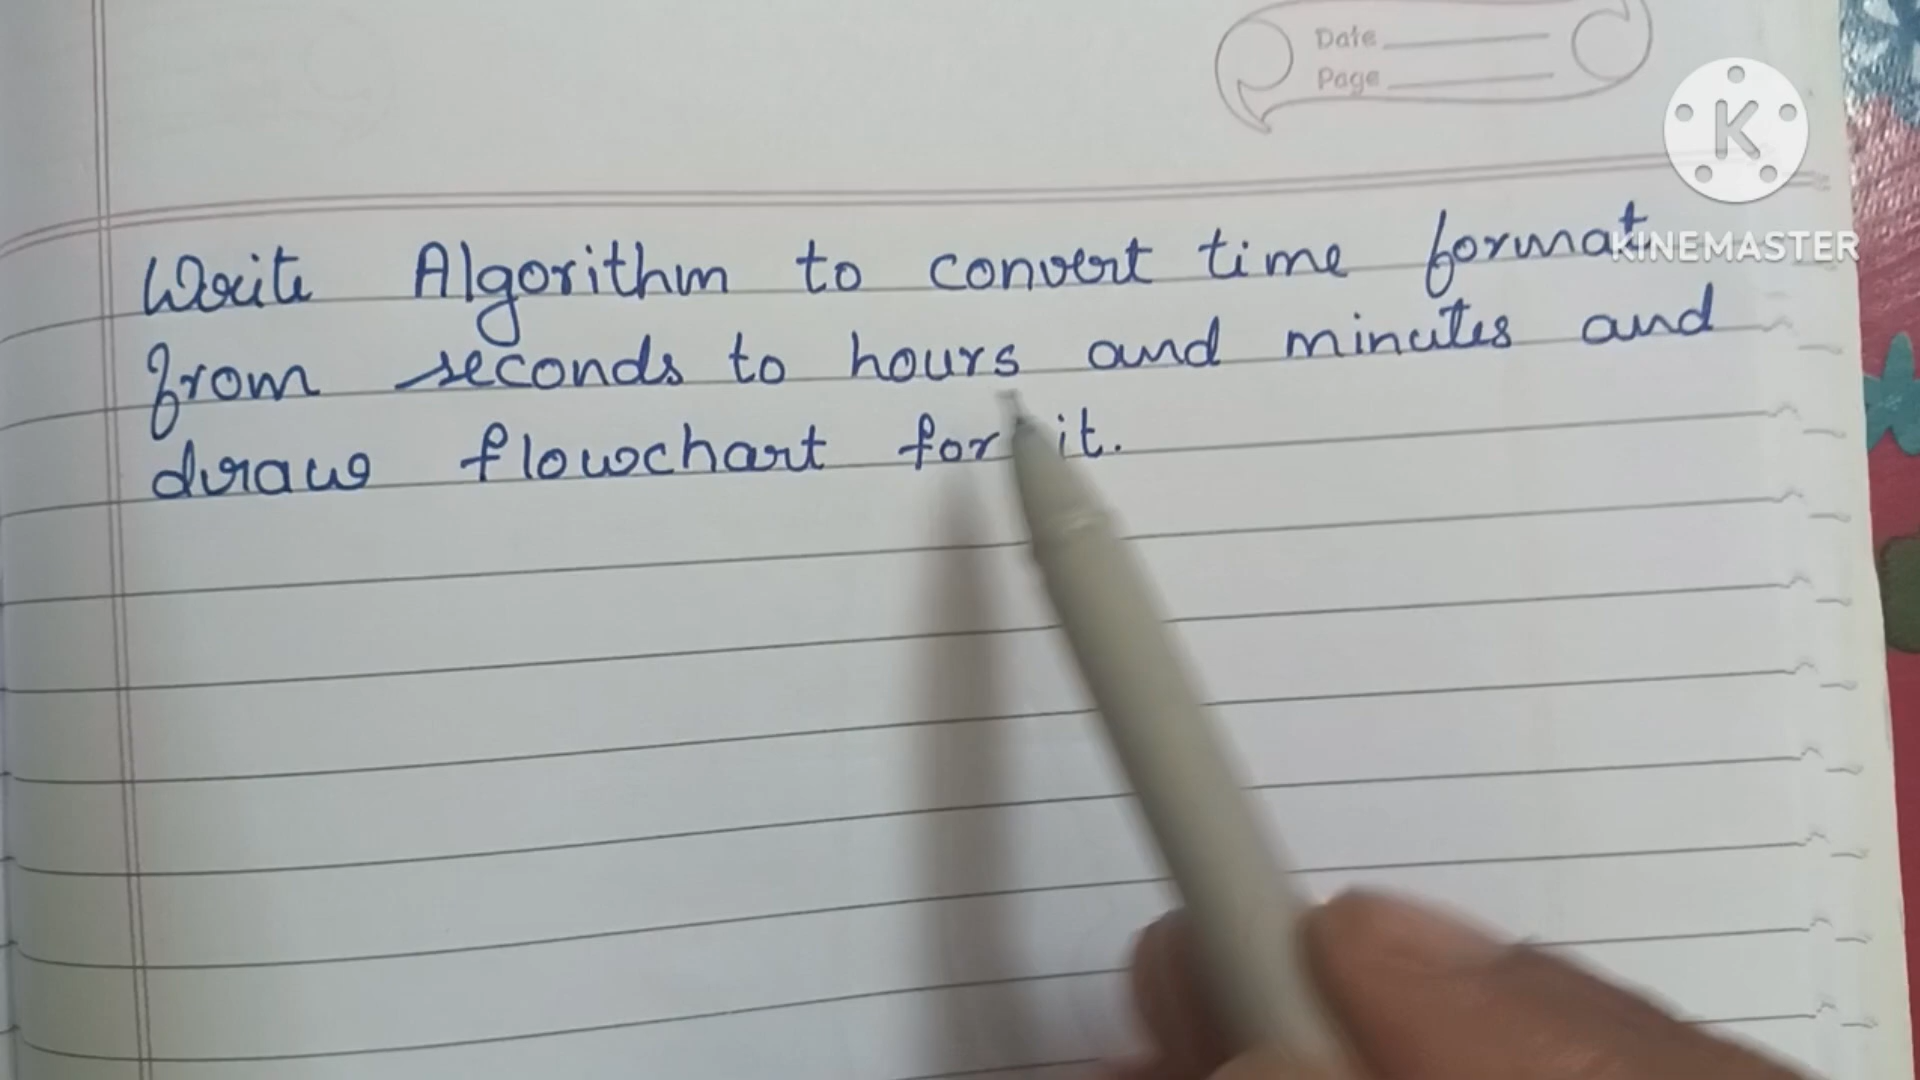 Date
Page
K
KINEMASTER
Write Algorithm to convert time format
from seconds to hours and minutes and
draw flowchart for it.